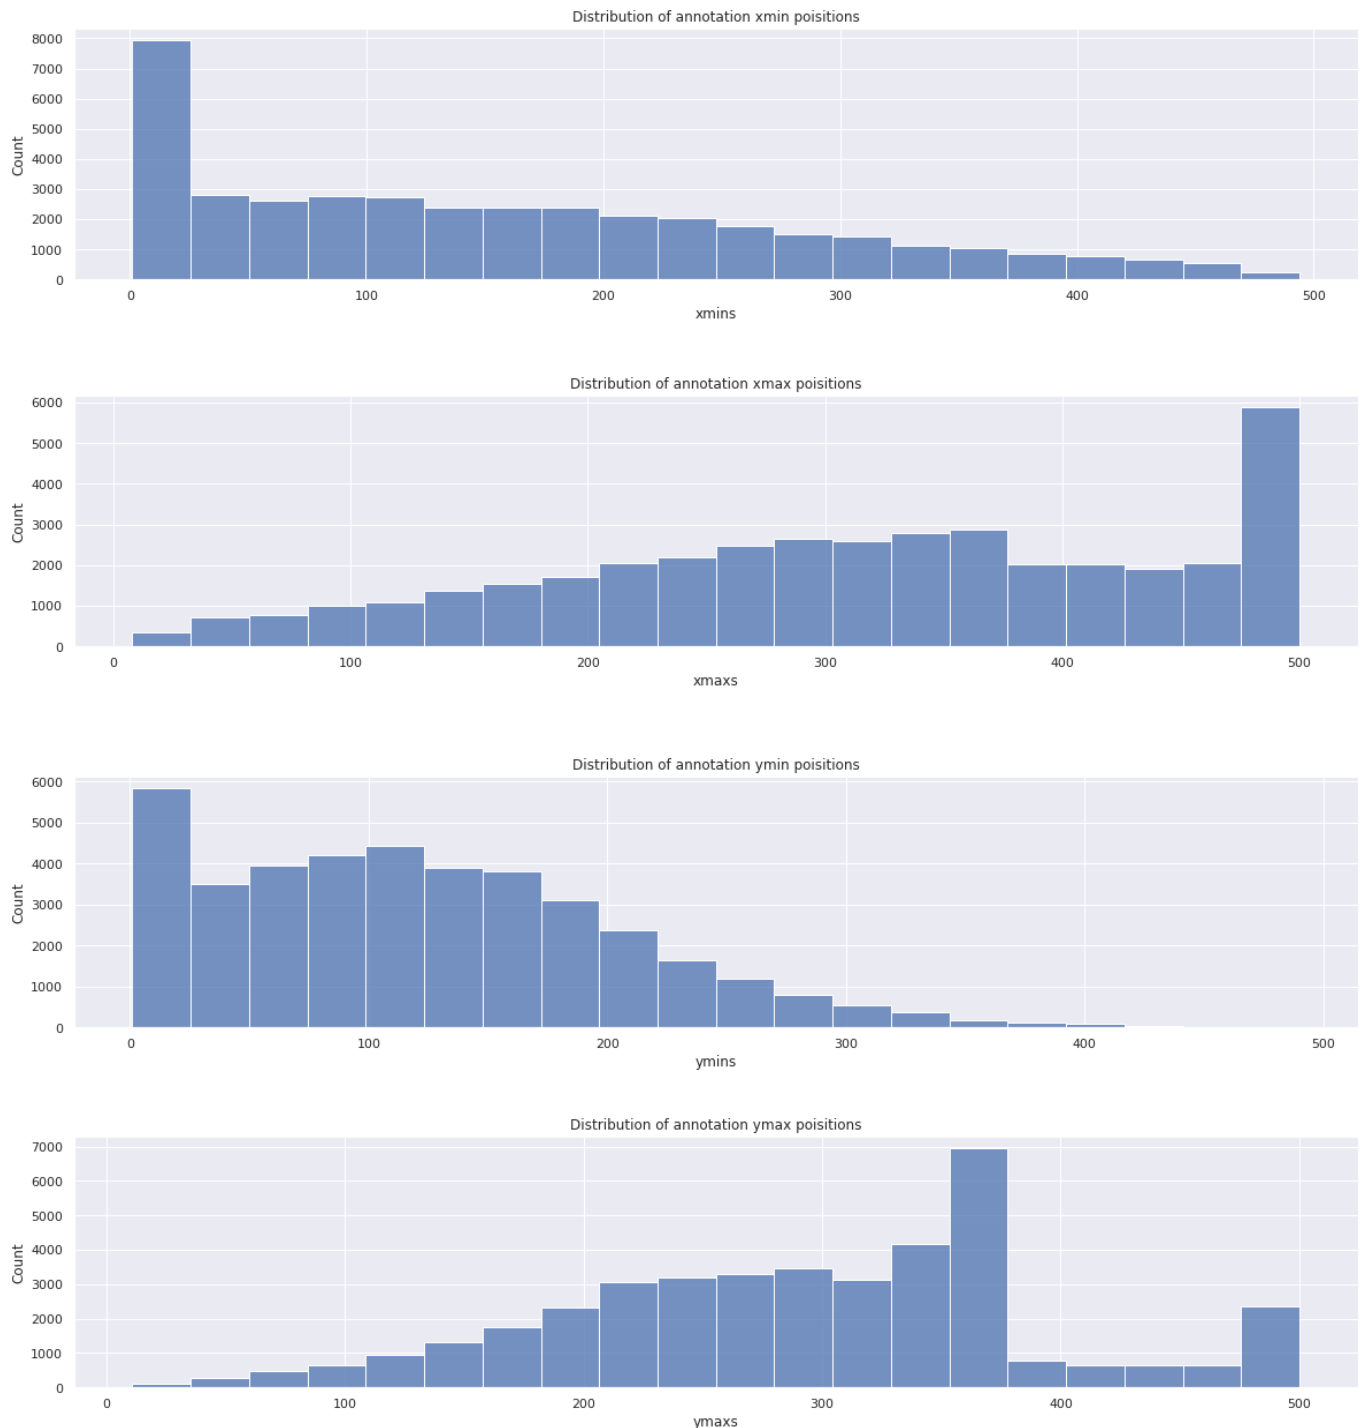 Distribution of annotation xmin poisitions
8000
7000
6000
5000
4000
3000
2000
1000
0
Count
0 100 200 300 400 500
xmins
Distribution of annotation xmax poisitions
6000
5000
4000
3000
2000
1000
0
Count
0 100 200 300 400 500
xmaxs
Distribution of annotation ymin poisitions
6000
5000
4000
3000
2000
1000
0
Count
0 100 200 300 400 500
ymins
Distribution of annotation ymax poisitions
7000
6000
5000
4000
3000
2000
1000
0
Count
0 100 200 300 400 500
ymaxs